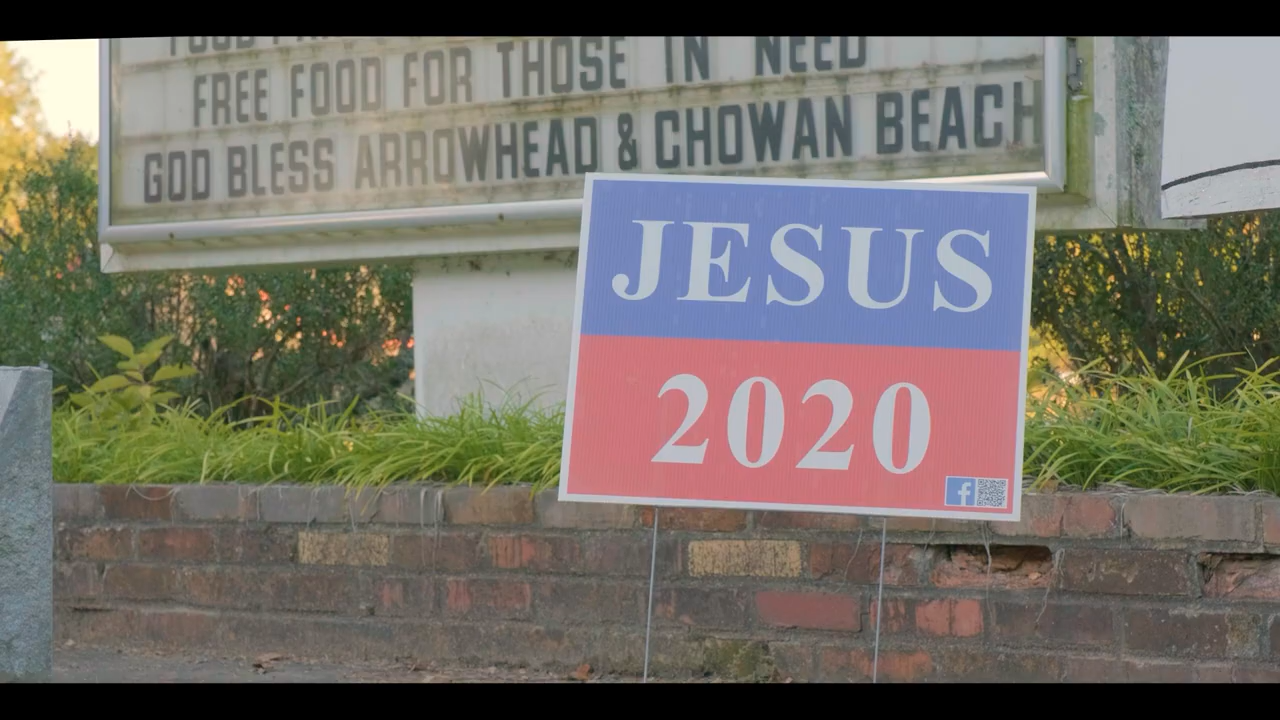 FREE FOOD FOR THOSE IN NEED
GOD BLESS ARROWHEAD & CHOWAN BEACH
JESUS
2020
f